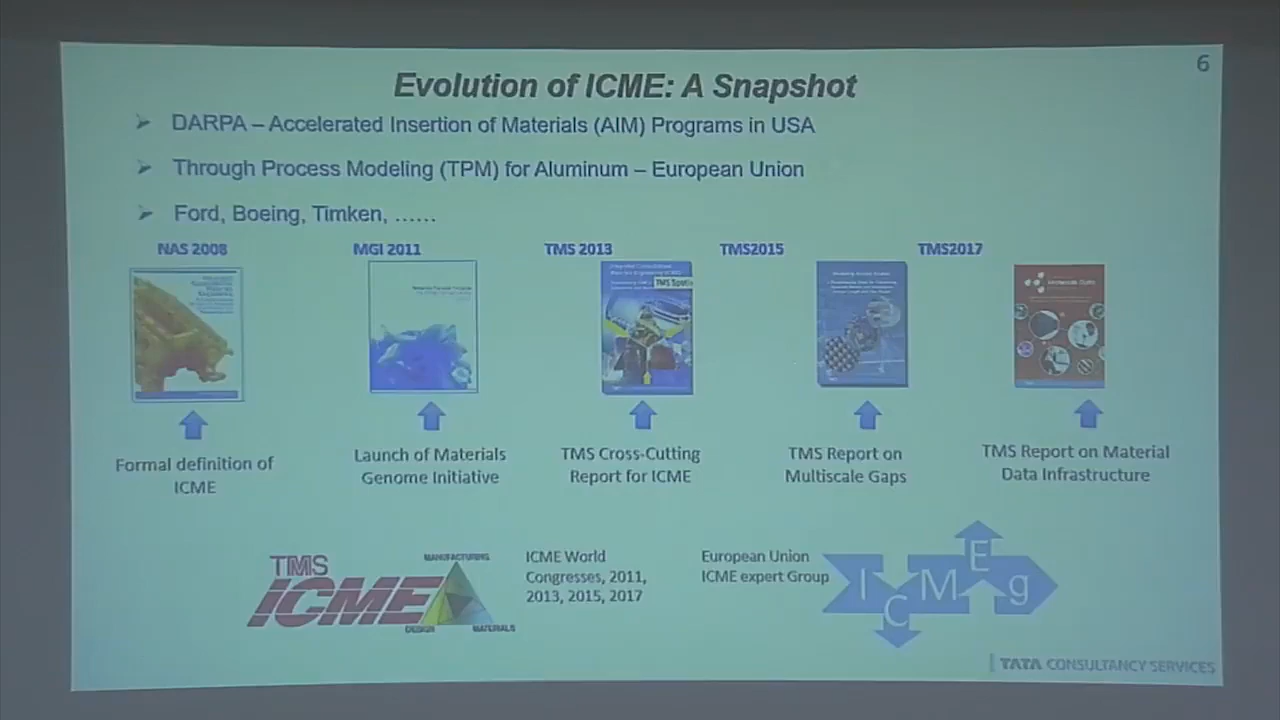 6
Evolution of ICME: A Snapshot
DARPA – Accelerated Insertion of Materials (AIM) Programs in USA
Through Process Modeling (TPM) for Aluminum – European Union
Ford, Boeing, Timken, ……
NAS 2008
MGI 2011
TMS 2013
TMS2015
TMS2017
Formal definition of
ICME
Launch of Materials
Genome Initiative
TMS Cross-Cutting
Report for ICME
TMS Report on
Multiscale Gaps
TMS Report on Material
Data Infrastructure
TMS
ICME
MANUFACTURING
DESIGN
MATERIALS
ICME World
Congresses, 2011,
2013, 2015, 2017
European Union
ICME expert Group
ICMEg
TATA CONSULTANCY SERVICES